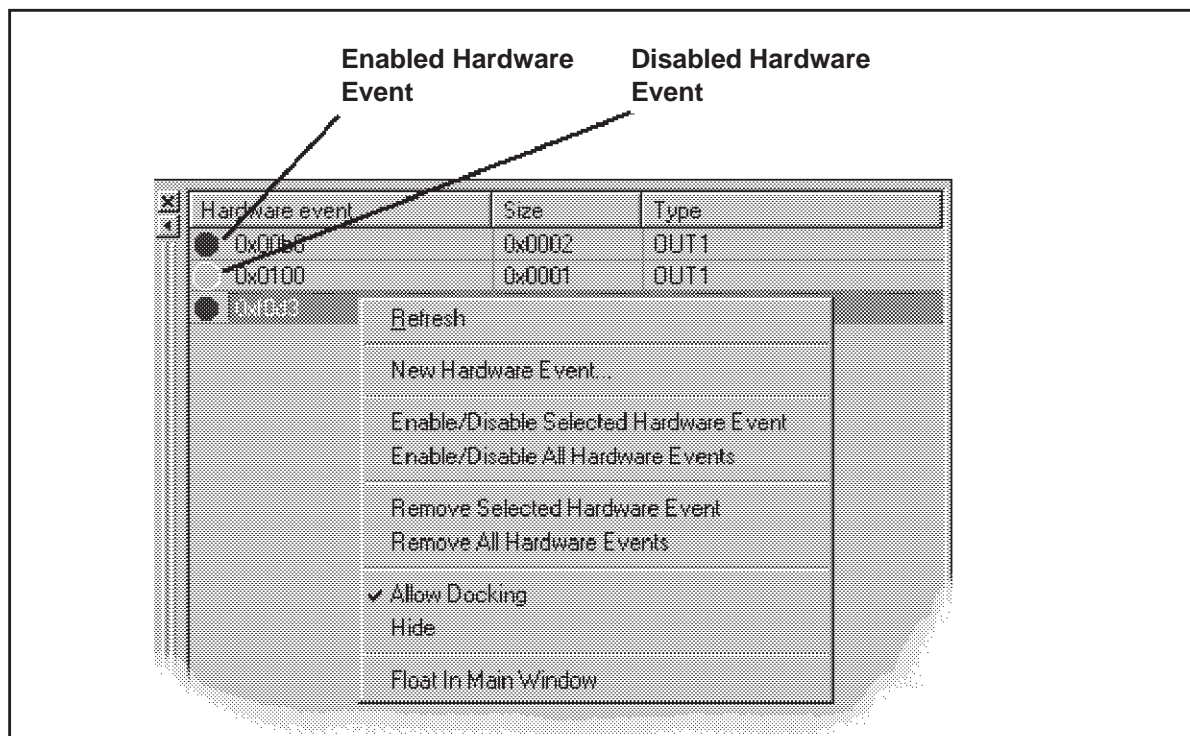 Enabled Hardware Event
Disabled Hardware Event
Hardware event Size Type
0x00b6 0x0002 OUT1
0x0100 0x0001 OUT1
0xf0d3
Refresh
New Hardware Event...
Enable/Disable Selected Hardware Event
Enable/Disable All Hardware Events
Remove Selected Hardware Event
Remove All Hardware Events
Allow Docking
Hide
Float In Main Window